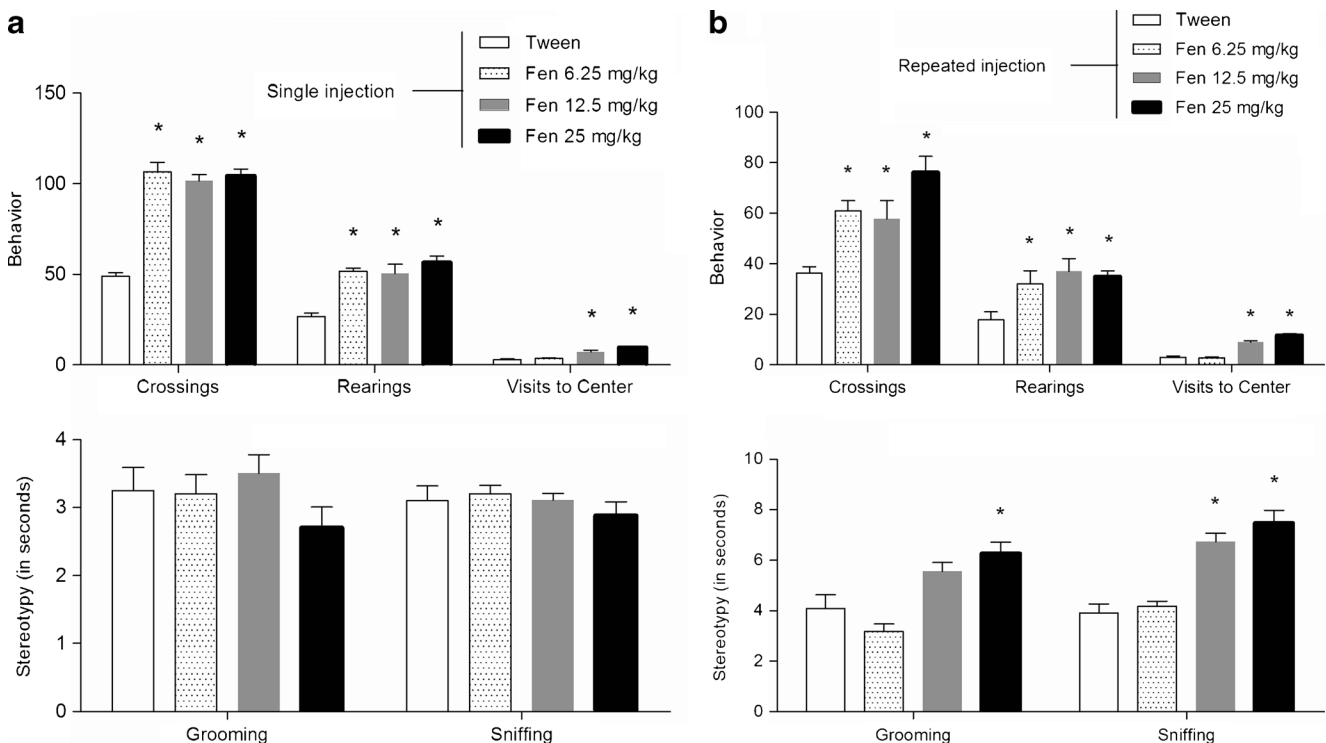 a
Single injection
Tween
Fen 6.25 mg/kg
Fen 12.5 mg/kg
Fen 25 mg/kg
Behavior
150
100
50
0
* * *
* * *
* *
Crossings
Rearings
Visits to Center
Stereotypy (in seconds)
4
3
2
1
0
Grooming
Sniffing
b
Repeated injection
Tween
Fen 6.25 mg/kg
Fen 12.5 mg/kg
Fen 25 mg/kg
Behavior
100
80
60
40
20
0
* * *
* * *
* *
Crossings
Rearings
Visits to Center
Stereotypy (in seconds)
10
8
6
4
2
0
*
* *
Grooming
Sniffing